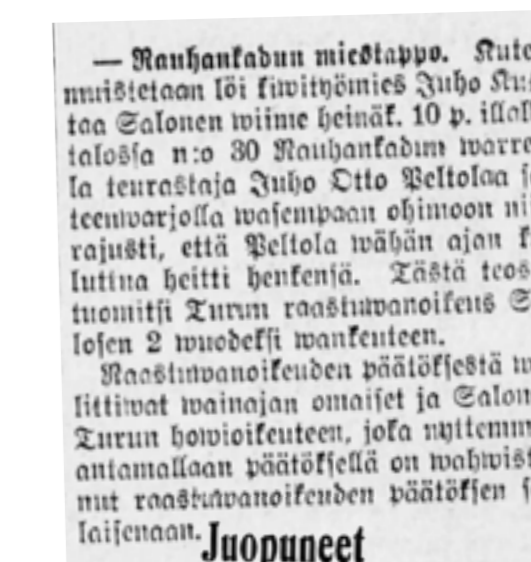 — Rauhankadun miestappo. Kute
muistetaan löi kiwityömies Juho Kus
taa Salonen wiime heinäk. 10 p. illal
talossa n:o 30 Rauhankadun warre
la teurastaja Juho Otto Peltolaa
teenwarjolla wasempaan ohimoon ni
rajusti, että Peltola wähän ajan k
luttua heitti henkensä. Tästä teos
tuomitsi Turun raastuwanoikeus S
losen 2 wuodeksi wankeuteen.
Raastuwanoikeuden päätöksestä w
littiwat wainajan omaiset ja Salon
Turun howioikeuteen, joka nyttemm
antamallaan päätöksellä on wahwist
nut raastuwanoikeuden päätöksen s
laisenaan.
Juopuneet